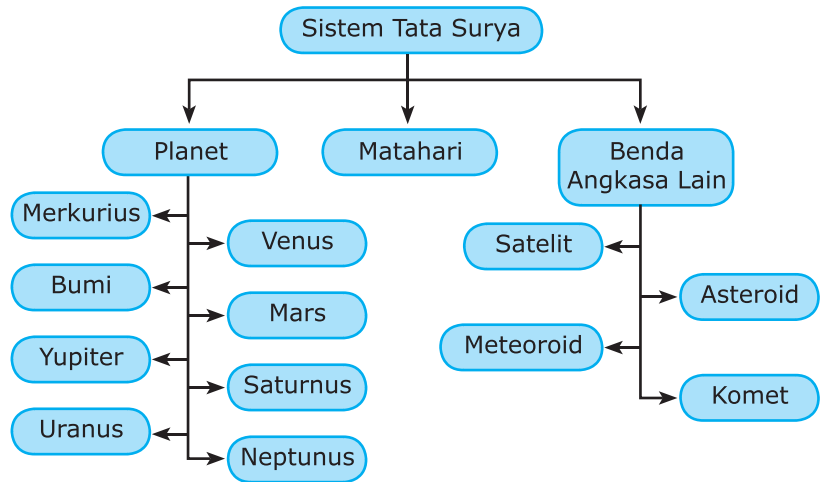 Sistem Tata Surya
Planet
Matahari
Benda
Angkasa Lain
Merkurius
Venus
Bumi
Mars
Yupiter
Saturnus
Uranus
Neptunus
Satelit
Asteroid
Meteoroid
Komet